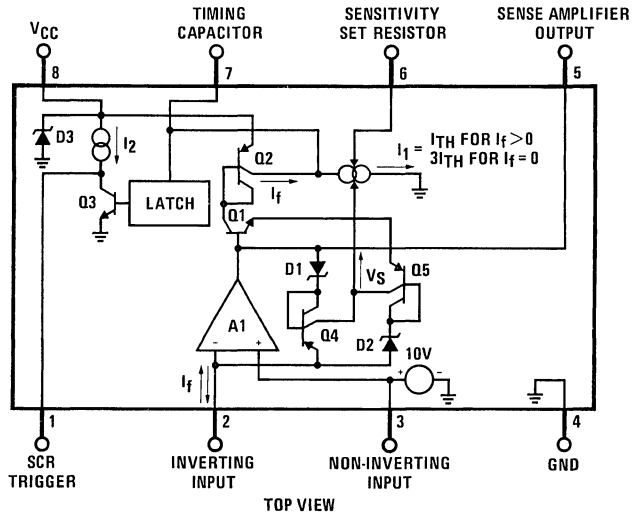 TIMING
CAPACITOR
SENSITIVITY
SET RESISTOR
SENSE AMPLIFIER
OUTPUT
VCC
8
7
6
5
D3
I2
Q2
I1 = ITH FOR If > 0
3ITH FOR If = 0
Q3
LATCH
If
Q1
D1
VS
Q5
A1
Q4
D2
10V
- +
+ -
If
1
2
3
4
SCR
TRIGGER
INVERTING
INPUT
NON-INVERTING
INPUT
GND
TOP VIEW